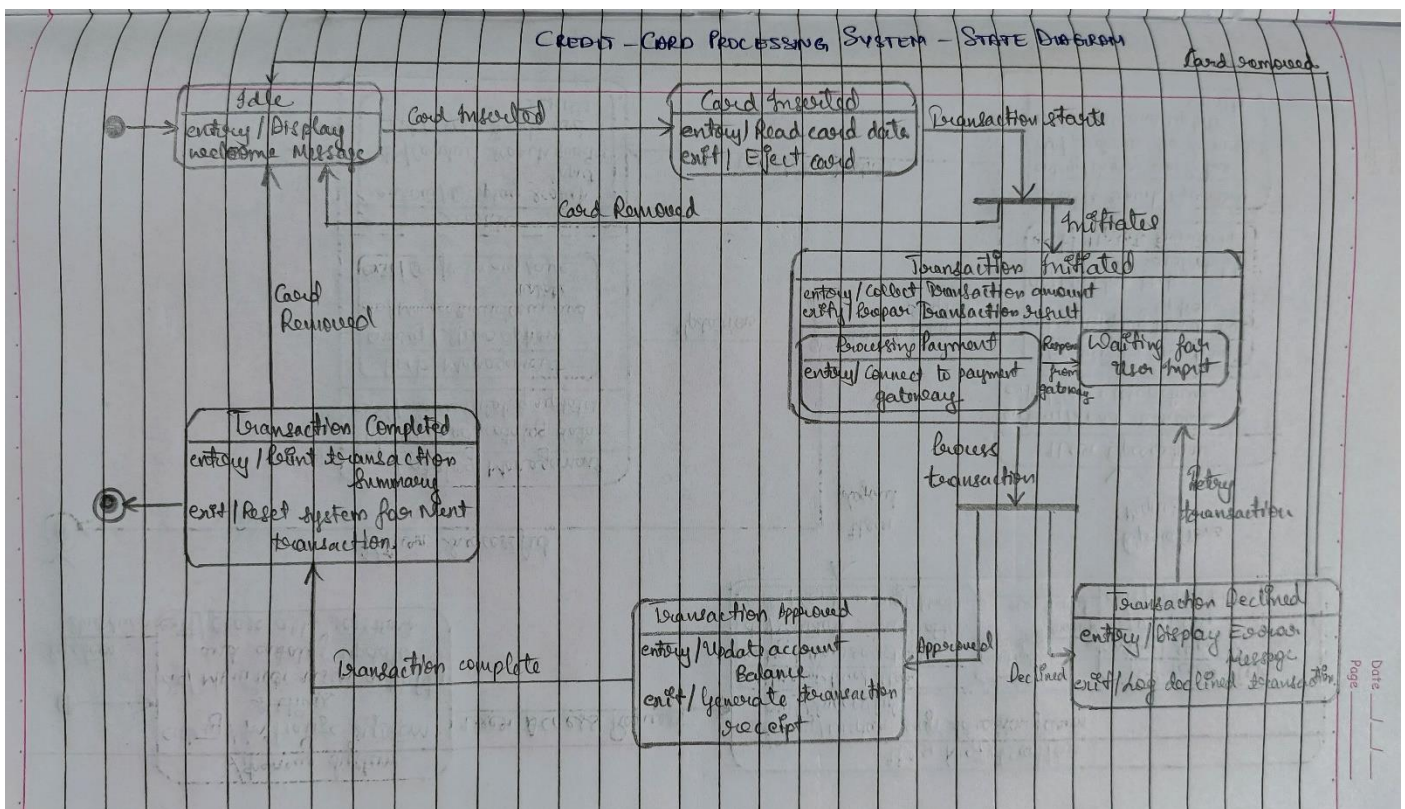 CREDIT-CARD PROCESSING SYSTEM - STATE DIAGRAM
Card removed
Idle
entry/Display
welcome Message
Card Inserted
Card Inserted
entry/Read card data
exit/ Eject card
Transaction starts
Card Removed
Initiates
Transaction Initiated
entry/collect Transaction amount
exit/ Transaction result
Processing Payment
entry/Connect to payment
gateway
from
gateway
Waiting for
User Input
Card
Removed
Transaction Completed
entry/Print transaction
Summary
exit/Reset system for Next
transaction.
Process
transaction
Retry
transaction
Transaction Approved
entry/Update account
Balance
exit/Generate transaction
receipt
Transaction complete
Approved
Declined
Transaction Declined
entry/Display Error
Message
exit/Log declined transaction.
Date
Page